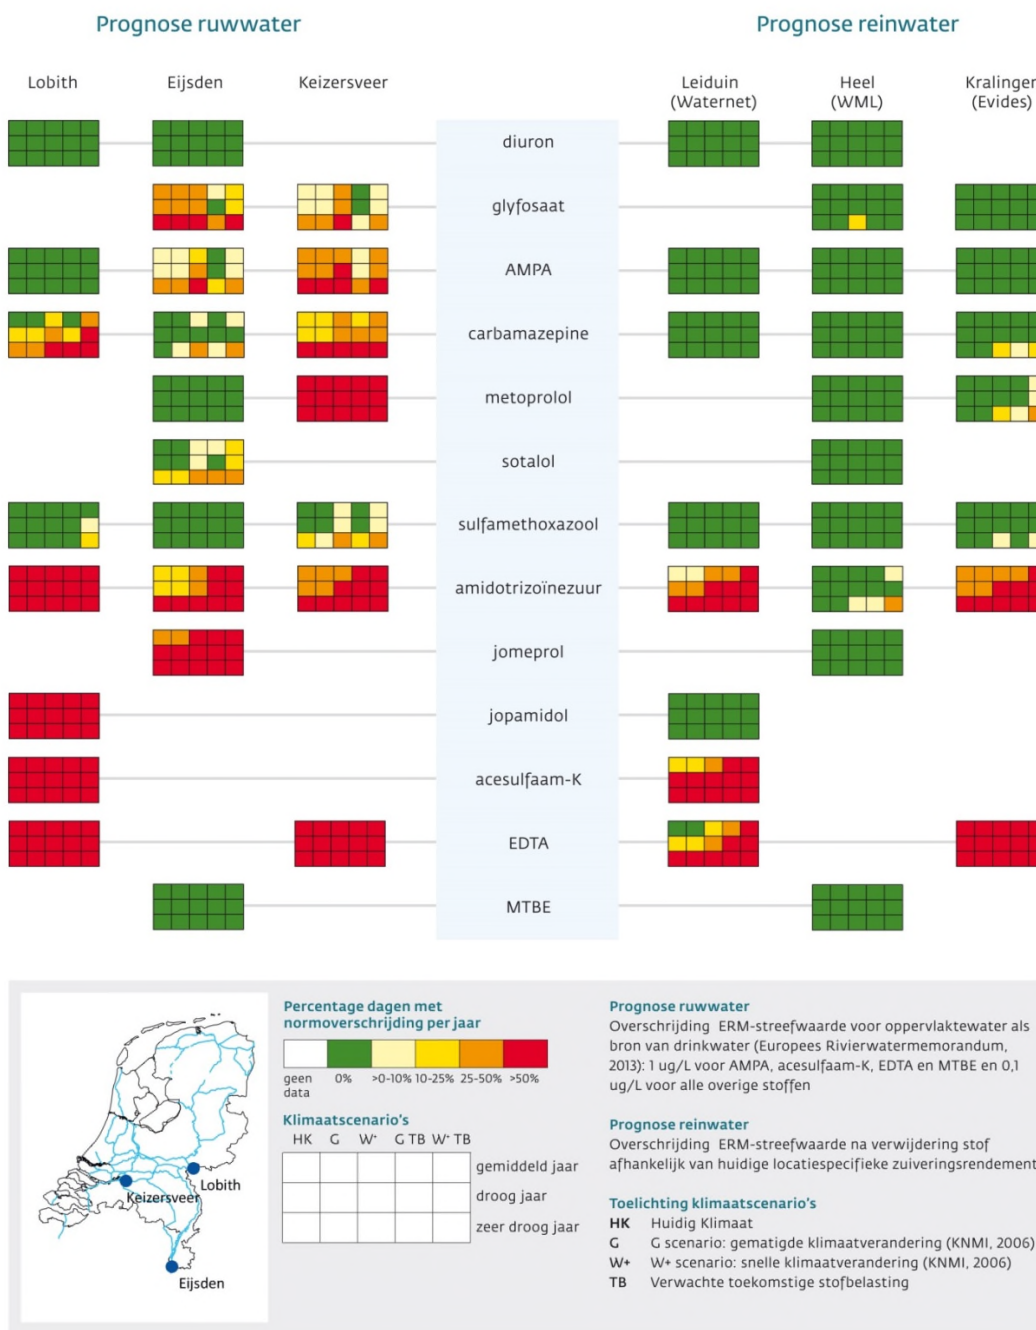 Prognose ruwwater
Prognose reinwater
Lobith
Eijsden
Keizersveer
Leiduin
(Waternet)
Heel
(WML)
Kralingen
(Evides)
diuron
glyfosaat
AMPA
carbamazepine
metoprolol
sotalol
sulfamethoxazool
amidotrizoïnezuur
jomeprol
jopamidol
acesulfaam-K
EDTA
MTBE
Keizersveer
Lobith
Eijsden
Percentage dagen met
normoverschrijding per jaar
geen
data
0%
>0-10%
10-25%
25-50%
>50%
Klimaatscenario's
HK G W+ G TB W+ TB
gemiddeld jaar
droog jaar
zeer droog jaar
Prognose ruwwater
Overschrijding ERM-streefwaarde voor oppervlaktewater als
bron van drinkwater (Europees Rivierwatermemorandum,
2013): 1 ug/L voor AMPA, acesulfaam-K, EDTA en MTBE en 0,1
ug/L voor alle overige stoffen
Prognose reinwater
Overschrijding ERM-streefwaarde na verwijdering stof
afhankelijk van huidige locatiespecifieke zuiveringsrendement
Toelichting klimaatscenario's
HK Huidig Klimaat
G G scenario: gematigde klimaatverandering (KNMI, 2006)
W+ W+ scenario: snelle klimaatverandering (KNMI, 2006)
TB Verwachte toekomstige stofbelasting